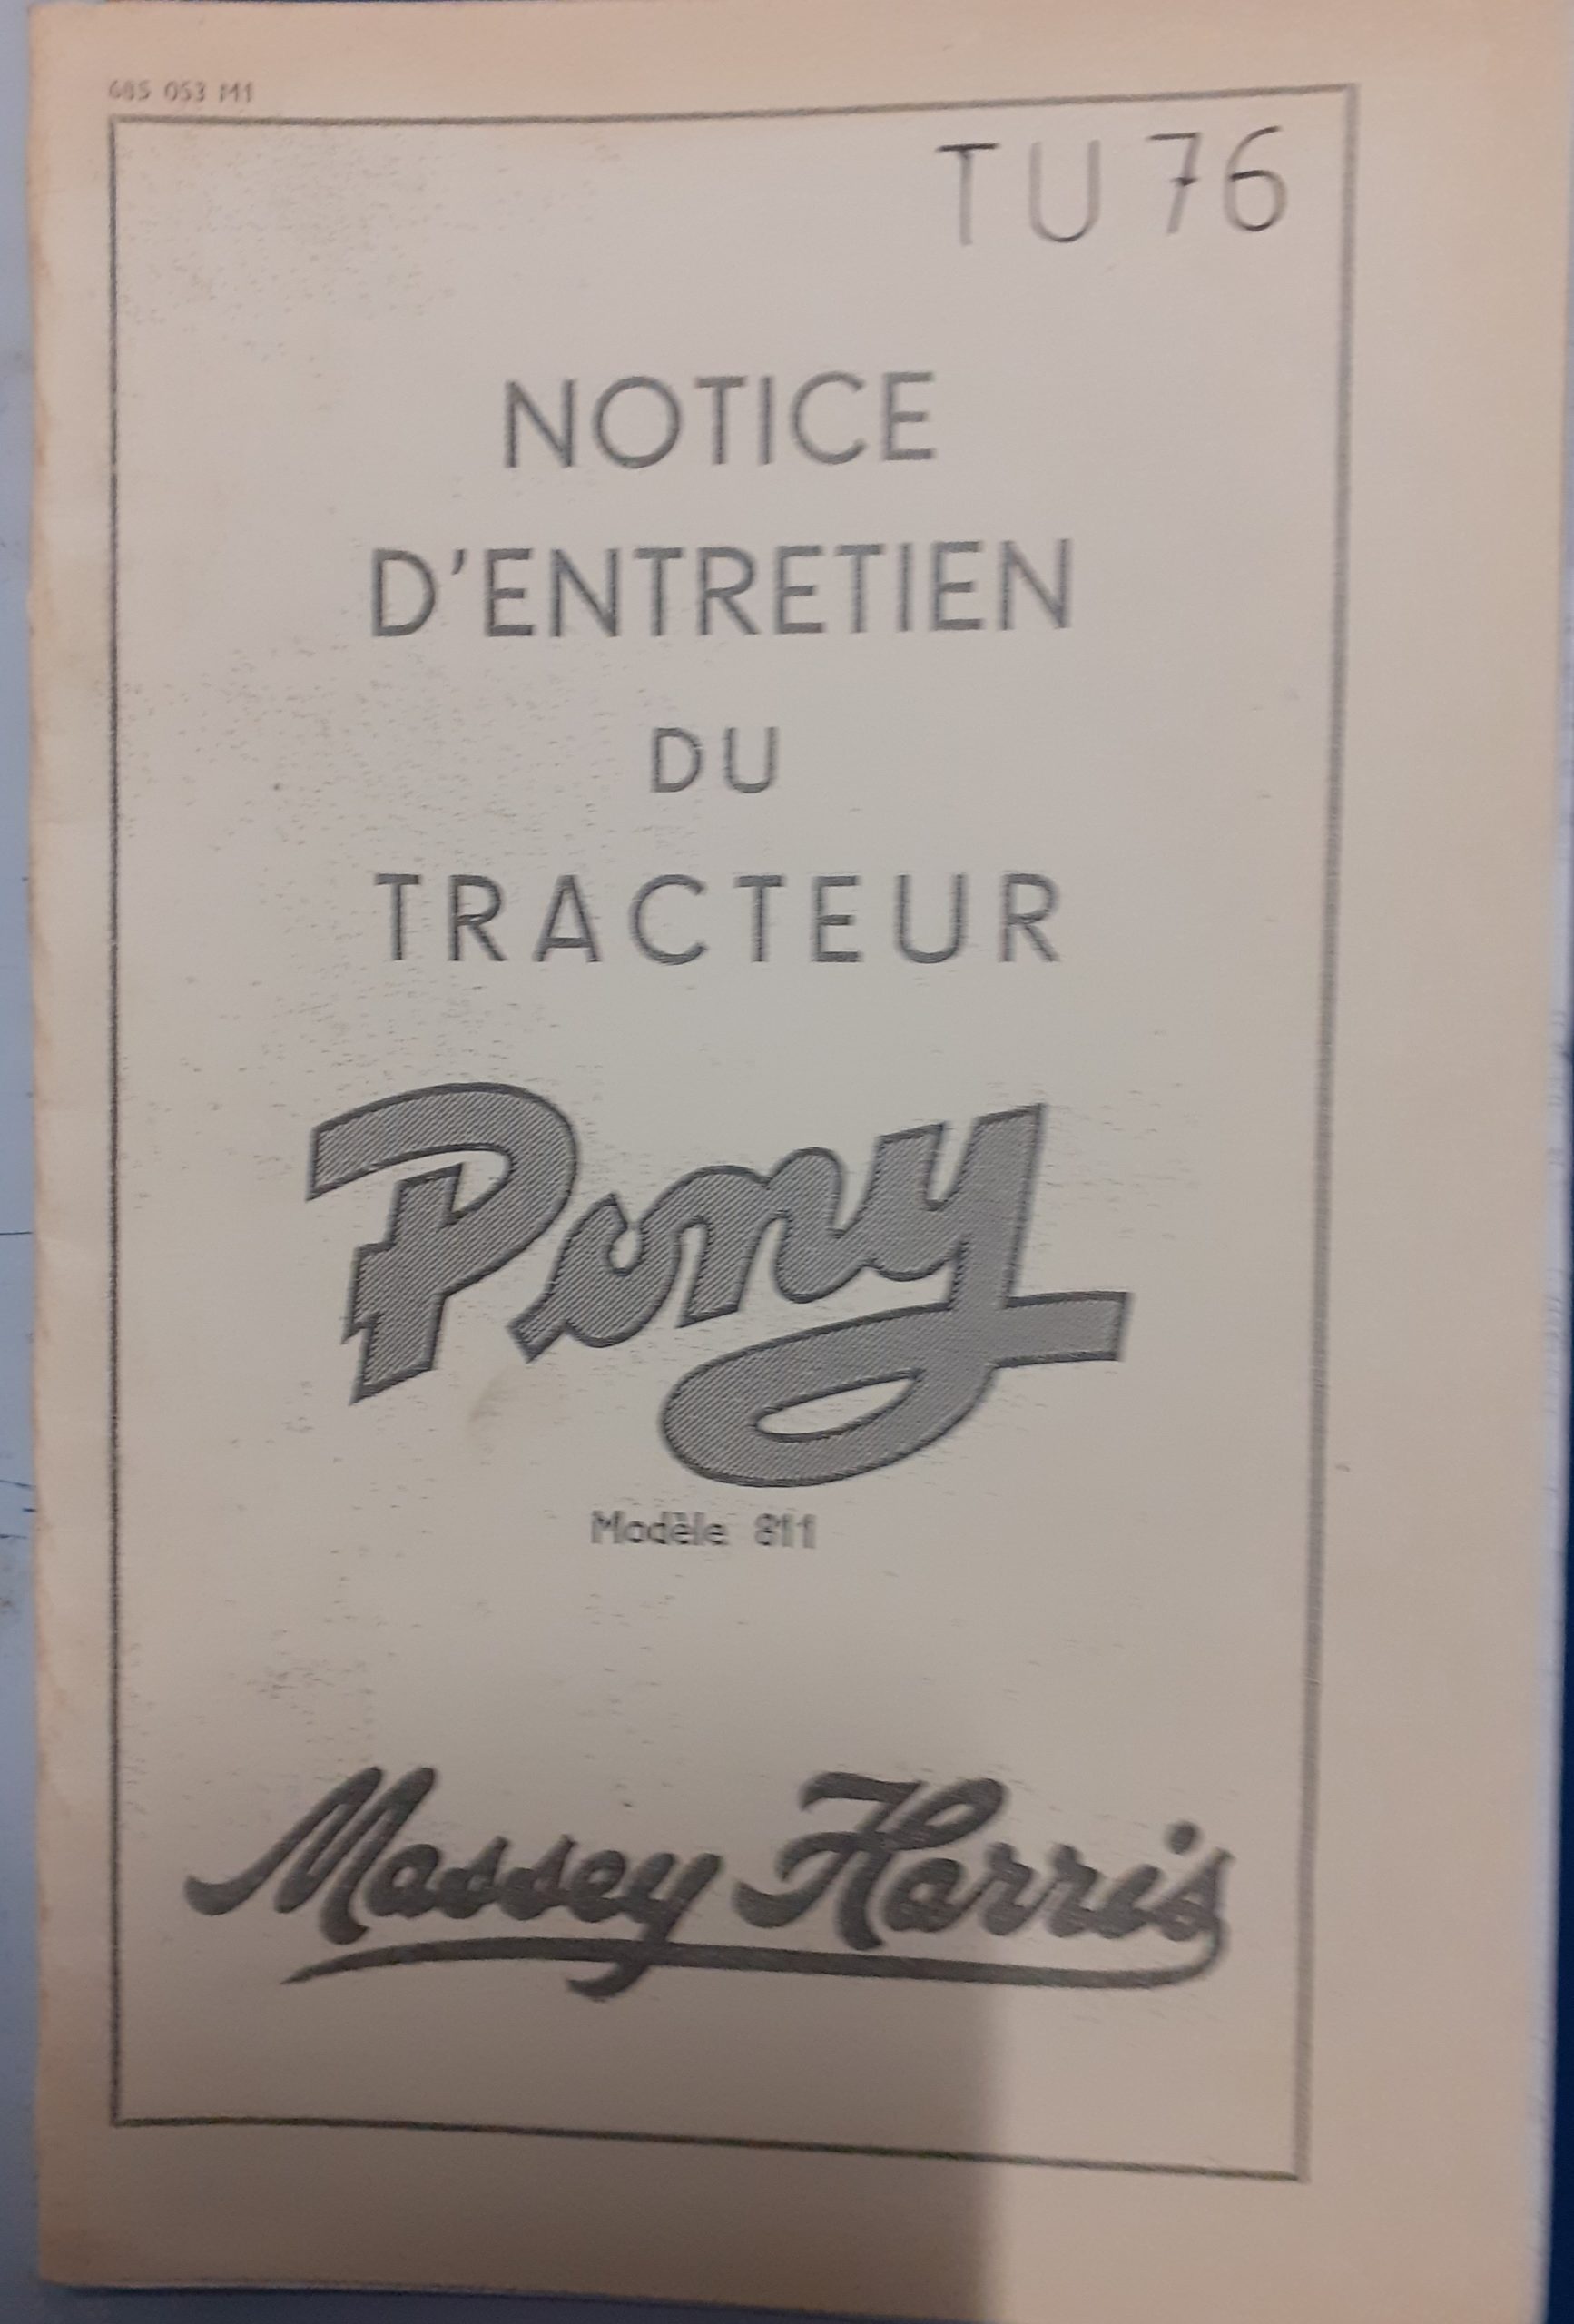 685 053 M1
TU 76
NOTICE
D'ENTRETIEN
DU
TRACTEUR
Pony
Modèle 811
Massey Harris